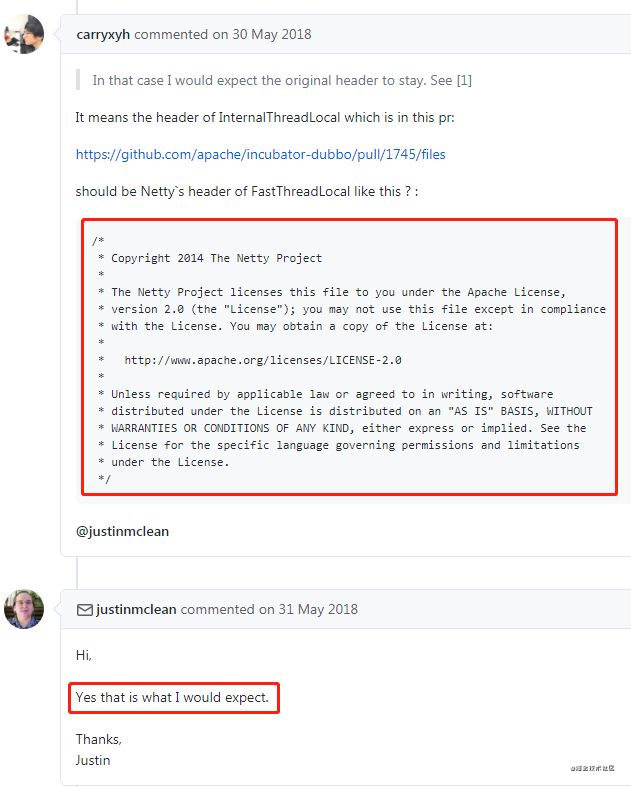 carryxyh commented on 30 May 2018
In that case I would expect the original header to stay. See [1]
It means the header of InternalThreadLocal which is in this pr:
https://github.com/apache/incubator-dubbo/pull/1745/files
should be Netty`s header of FastThreadLocal like this ? :
/*
* Copyright 2014 The Netty Project
*
* The Netty Project licenses this file to you under the Apache License,
* version 2.0 (the "License"); you may not use this file except in compliance
* with the License. You may obtain a copy of the License at:
*
*   http://www.apache.org/licenses/LICENSE-2.0
*
* Unless required by applicable law or agreed to in writing, software
* distributed under the License is distributed on an "AS IS" BASIS, WITHOUT
* WARRANTIES OR CONDITIONS OF ANY KIND, either express or implied. See the
* License for the specific language governing permissions and limitations
* under the License.
*/
@justinmclean
justinmclean commented on 31 May 2018
Hi,
Yes that is what I would expect.
Thanks,
Justin
@掘金技术社区